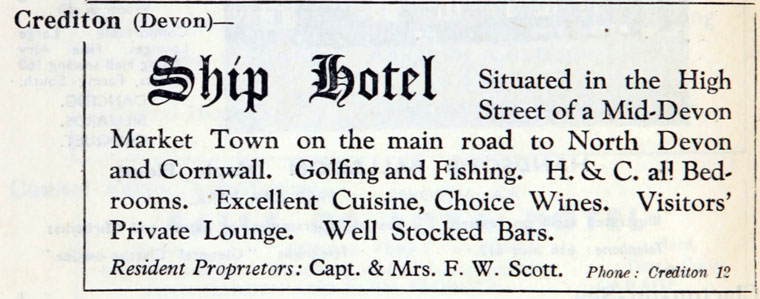 Crediton (Devon)—
Ship Hotel
Situated in the High
Street of a Mid-Devon
Market Town on the main road to North Devon
and Cornwall. Golfing and Fishing. H. & C. all Bed-
rooms. Excellent Cuisine, Choice Wines. Visitors'
Private Lounge. Well Stocked Bars.
Resident Proprietors: Capt. & Mrs. F. W. Scott. Phone: Crediton